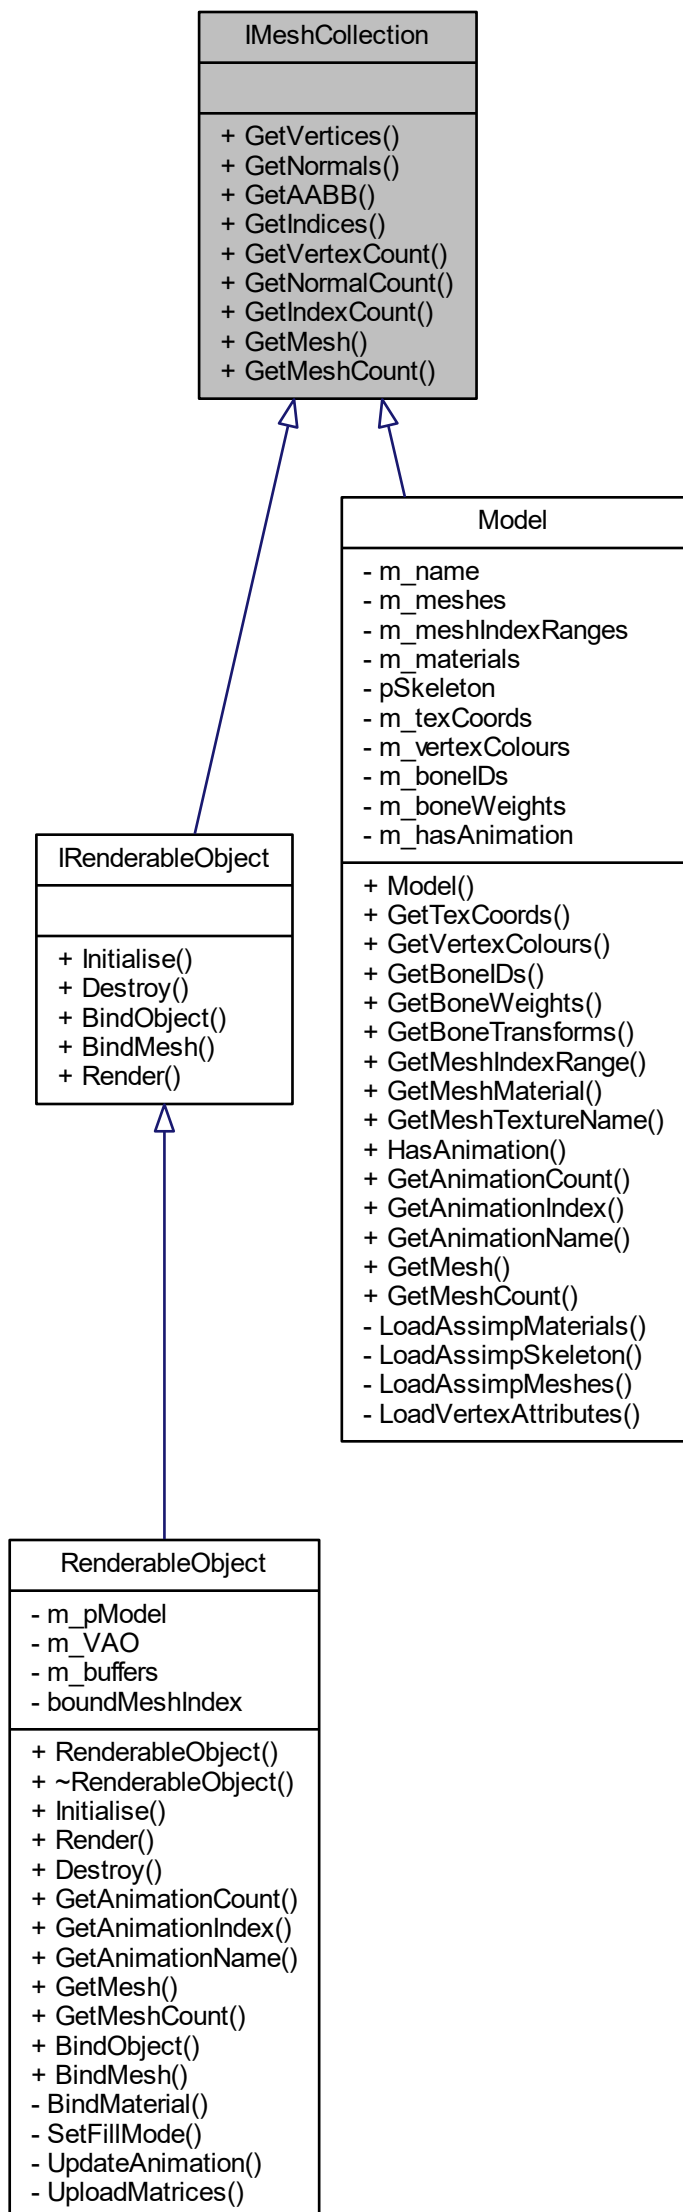 IMeshCollection
+ GetVertices()
+ GetNormals()
+ GetAABB()
+ GetIndices()
+ GetVertexCount()
+ GetNormalCount()
+ GetIndexCount()
+ GetMesh()
+ GetMeshCount()
Model
- m_name
- m_meshes
- m_meshIndexRanges
- m_materials
- pSkeleton
- m_texCoords
- m_vertexColours
- m_boneIDs
- m_boneWeights
- m_hasAnimation
+ Model()
+ GetTexCoords()
+ GetVertexColours()
+ GetBoneIDs()
+ GetBoneWeights()
+ GetBoneTransforms()
+ GetMeshIndexRange()
+ GetMeshMaterial()
+ GetMeshTextureName()
+ HasAnimation()
+ GetAnimationCount()
+ GetAnimationIndex()
+ GetAnimationName()
+ GetMesh()
+ GetMeshCount()
- LoadAssimpMaterials()
- LoadAssimpSkeleton()
- LoadAssimpMeshes()
- LoadVertexAttributes()
IRenderableObject
+ Initialise()
+ Destroy()
+ BindObject()
+ BindMesh()
+ Render()
RenderableObject
- m_pModel
- m_VAO
- m_buffers
- boundMeshIndex
+ RenderableObject()
+ ~RenderableObject()
+ Initialise()
+ Render()
+ Destroy()
+ GetAnimationCount()
+ GetAnimationIndex()
+ GetAnimationName()
+ GetMesh()
+ GetMeshCount()
+ BindObject()
+ BindMesh()
- BindMaterial()
- SetFillMode()
- UpdateAnimation()
- UploadMatrices()